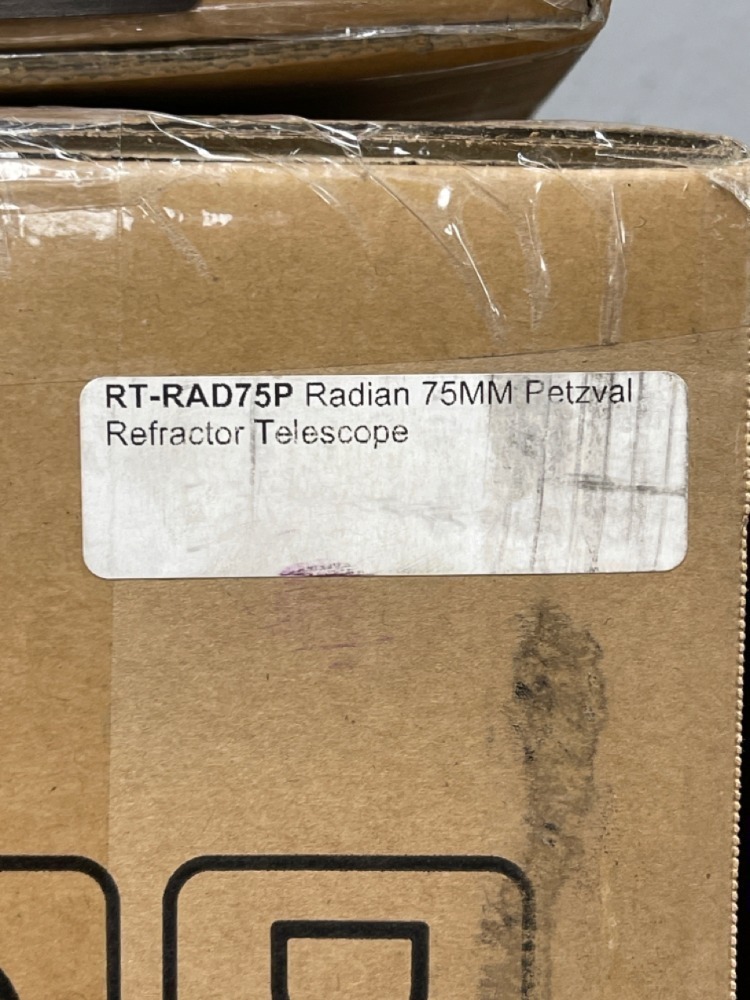 RT-RAD75P Radian 75MM Petzval
Refractor Telescope